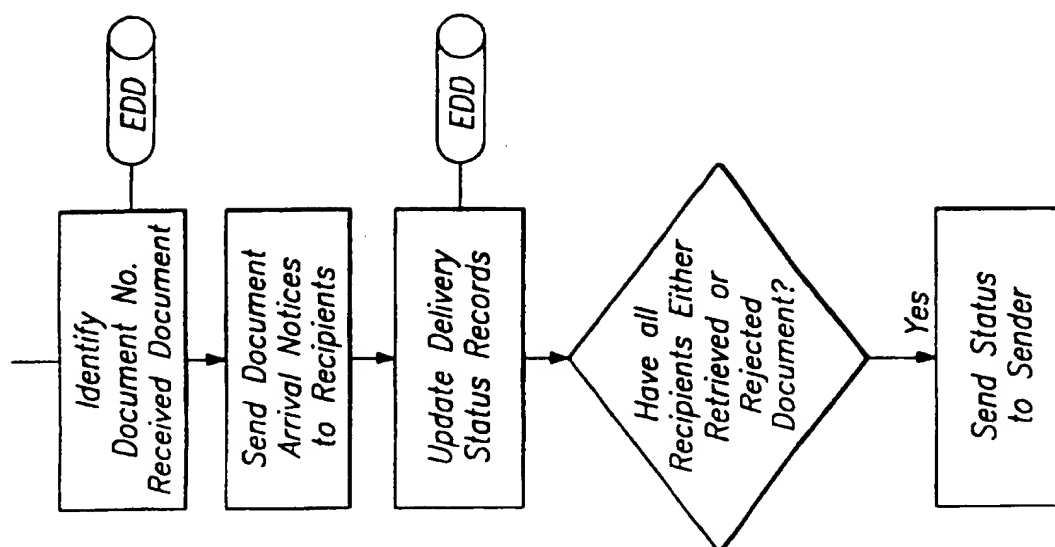 EDD
Identify
Document No.
Received Document
Send Document
Arrival Notices
to Recipients
EDD
Update Delivery
Status Records
Have all
Recipients Either
Retrieved or
Rejected
Document?
Yes
Send Status
to Sender